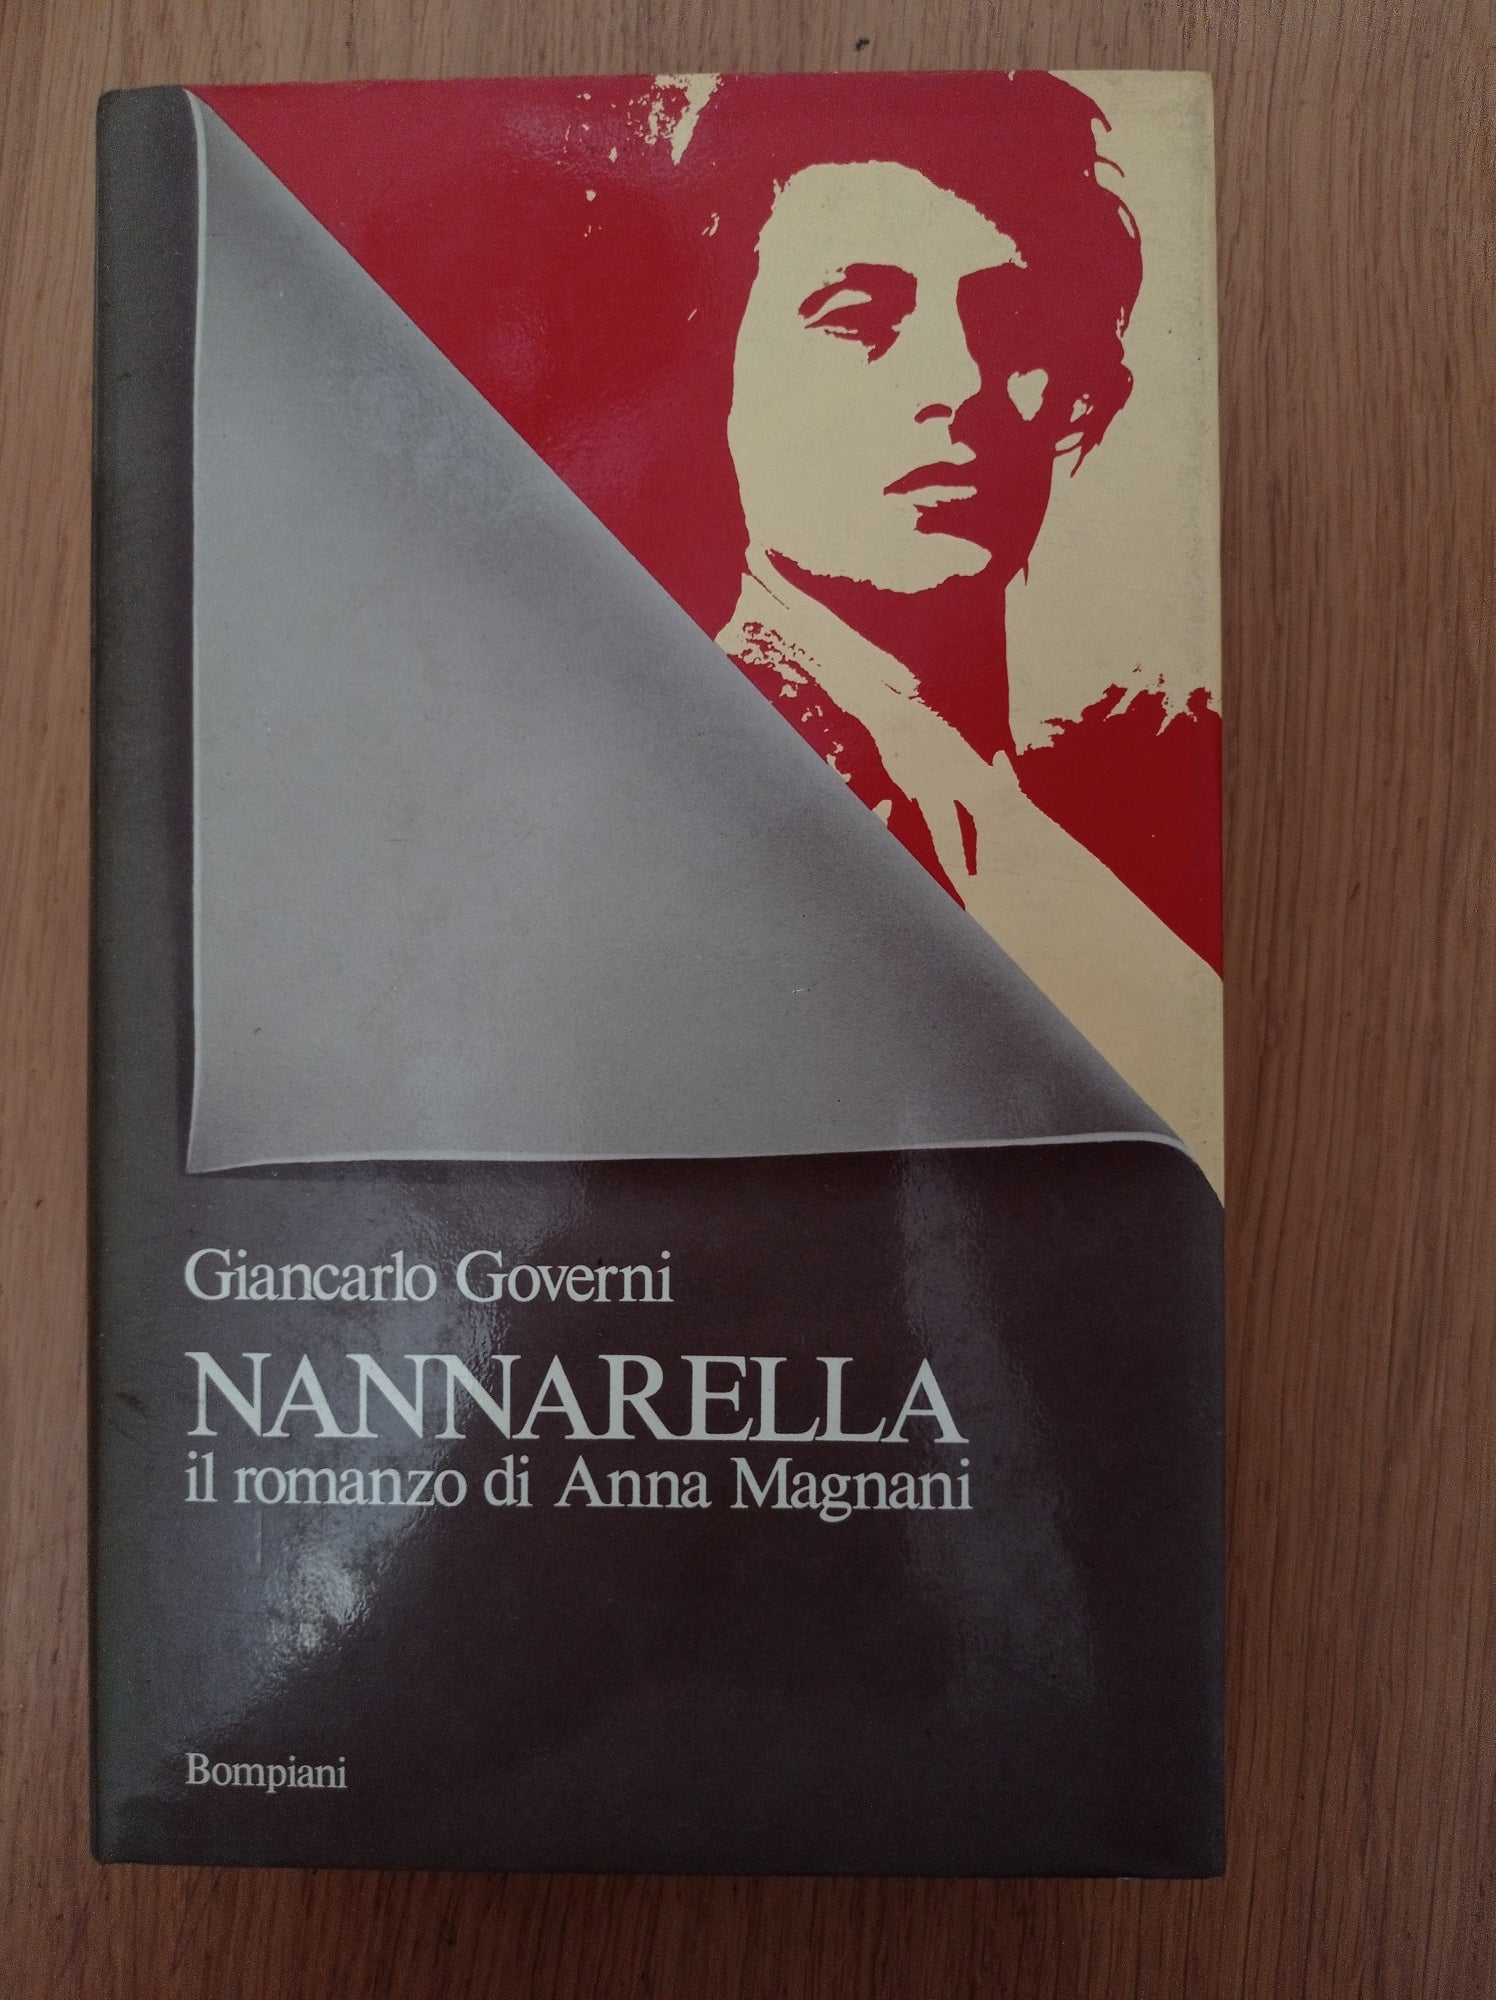 Giancarlo Governi
NANNARELLA
il romanzo di Anna Magnani
Bompiani